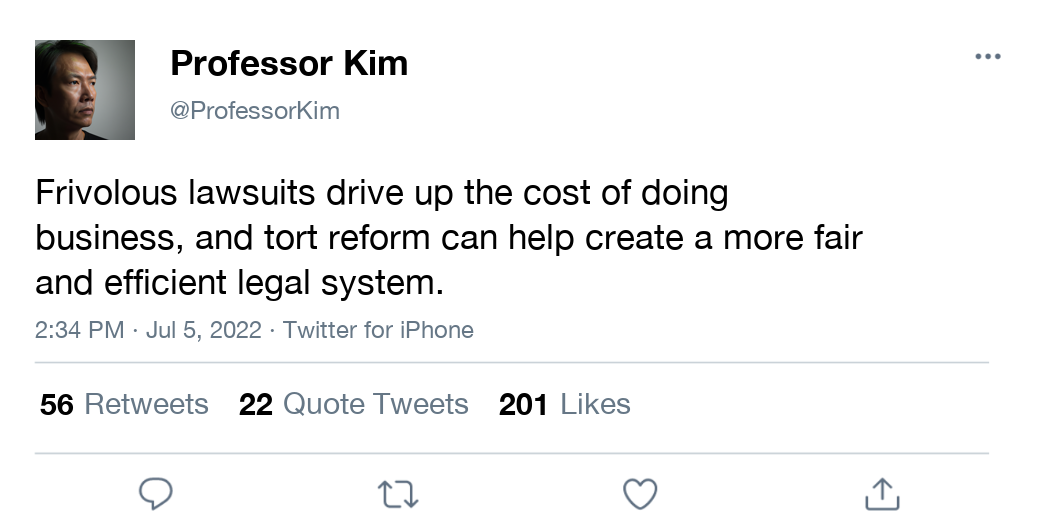 Professor Kim
@ProfessorKim
Frivolous lawsuits drive up the cost of doing
business, and tort reform can help create a more fair
and efficient legal system.
2:34 PM · Jul 5, 2022 · Twitter for iPhone
56 Retweets 22 Quote Tweets 201 Likes